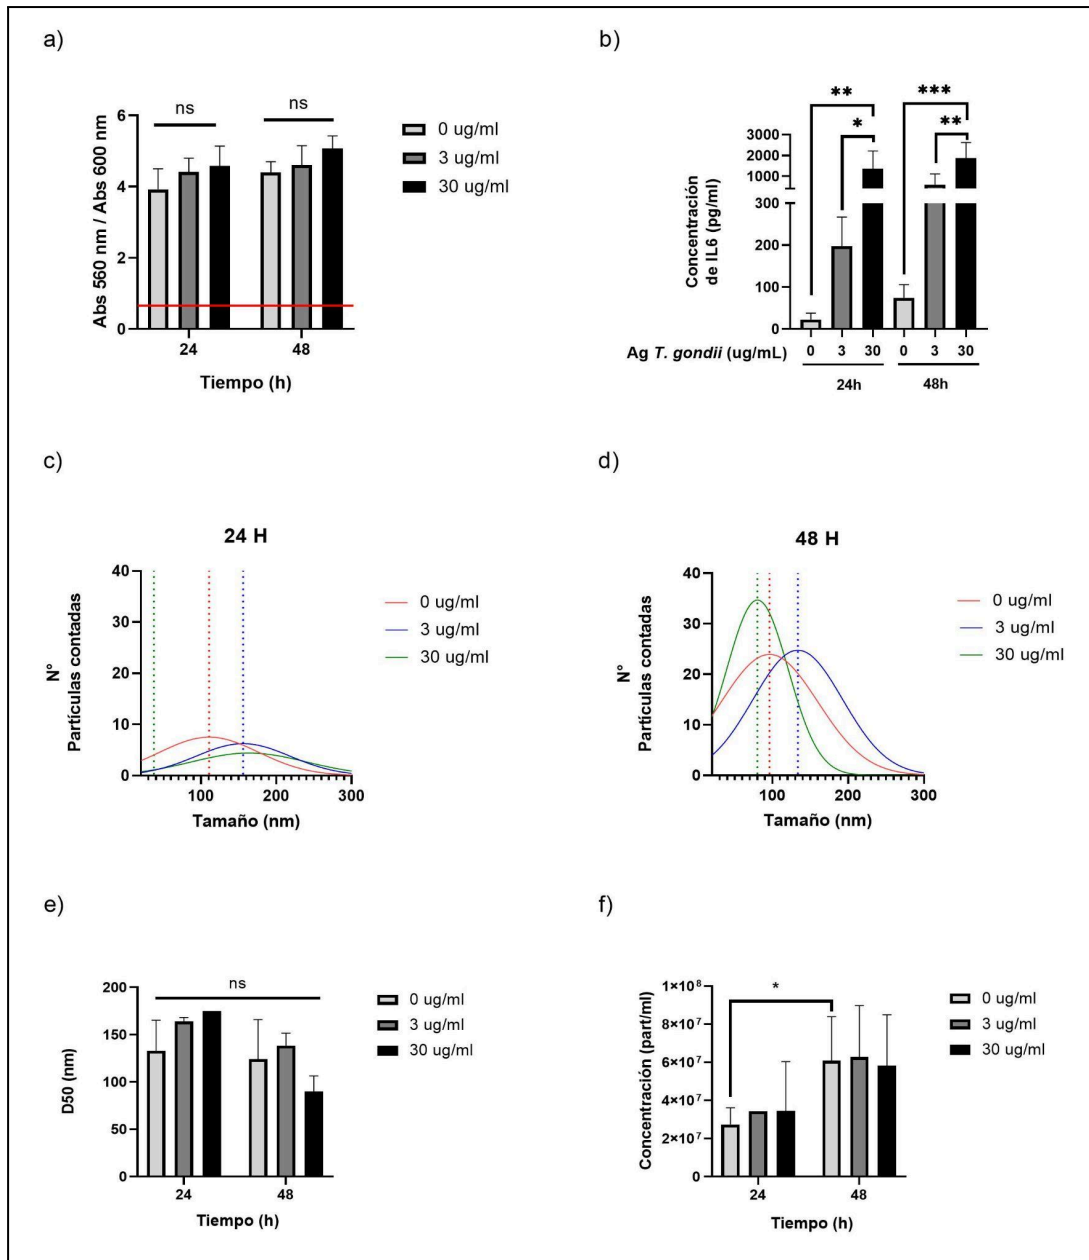 a)
ns
ns
0 ug/ml
3 ug/ml
30 ug/ml
6
4
2
0
Abs 560 nm / Abs 600 nm
24
48
Tiempo (h)
b)
**
***
*
**
3000
2000
1000
300
200
100
0
Concentración
de IL6 (pg/ml)
Ag T. gondii (ug/mL)
0 3 30 0 3 30
24h
48h
c)
24 H
40
30
20
10
0
N°
Partículas contadas
0 ug/ml
3 ug/ml
30 ug/ml
100 200 300
Tamaño (nm)
d)
48 H
40
30
20
10
0
N°
Partículas contadas
0 ug/ml
3 ug/ml
30 ug/ml
100 200 300
Tamaño (nm)
e)
ns
200
150
100
50
0
D50 (nm)
0 ug/ml
3 ug/ml
30 ug/ml
24 48
Tiempo (h)
f)
*
1×10⁸
8×10⁷
6×10⁷
4×10⁷
2×10⁷
0
Concentración (part/ml)
0 ug/ml
3 ug/ml
30 ug/ml
24 48
Tiempo (h)